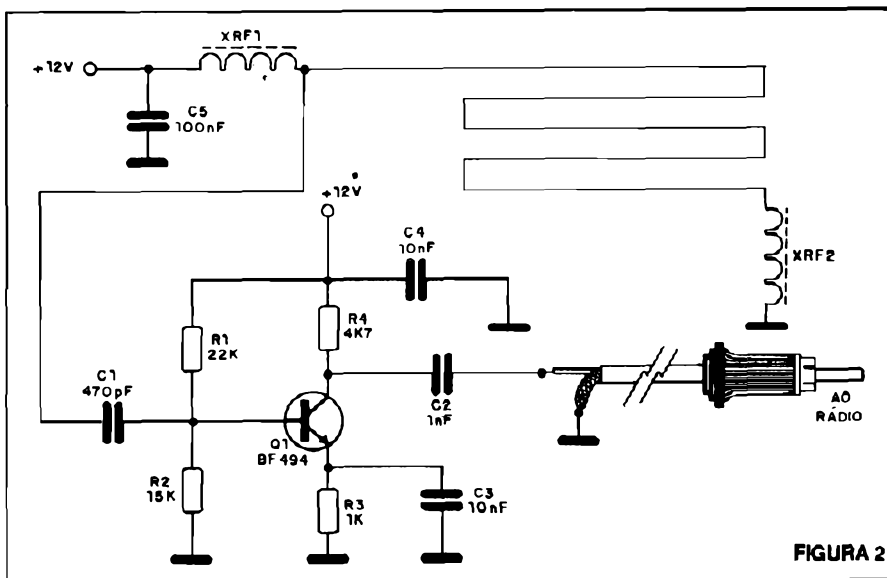 XRF1
+12V
C5
100nF
+12V*
C4
10nF
XRF2
R1
22K
R4
4K7
C1
470pF
C2
1nF
AO
RÁDIO
Q1
BF494
R2
15K
R3
1K
C3
10nF
FIGURA 2